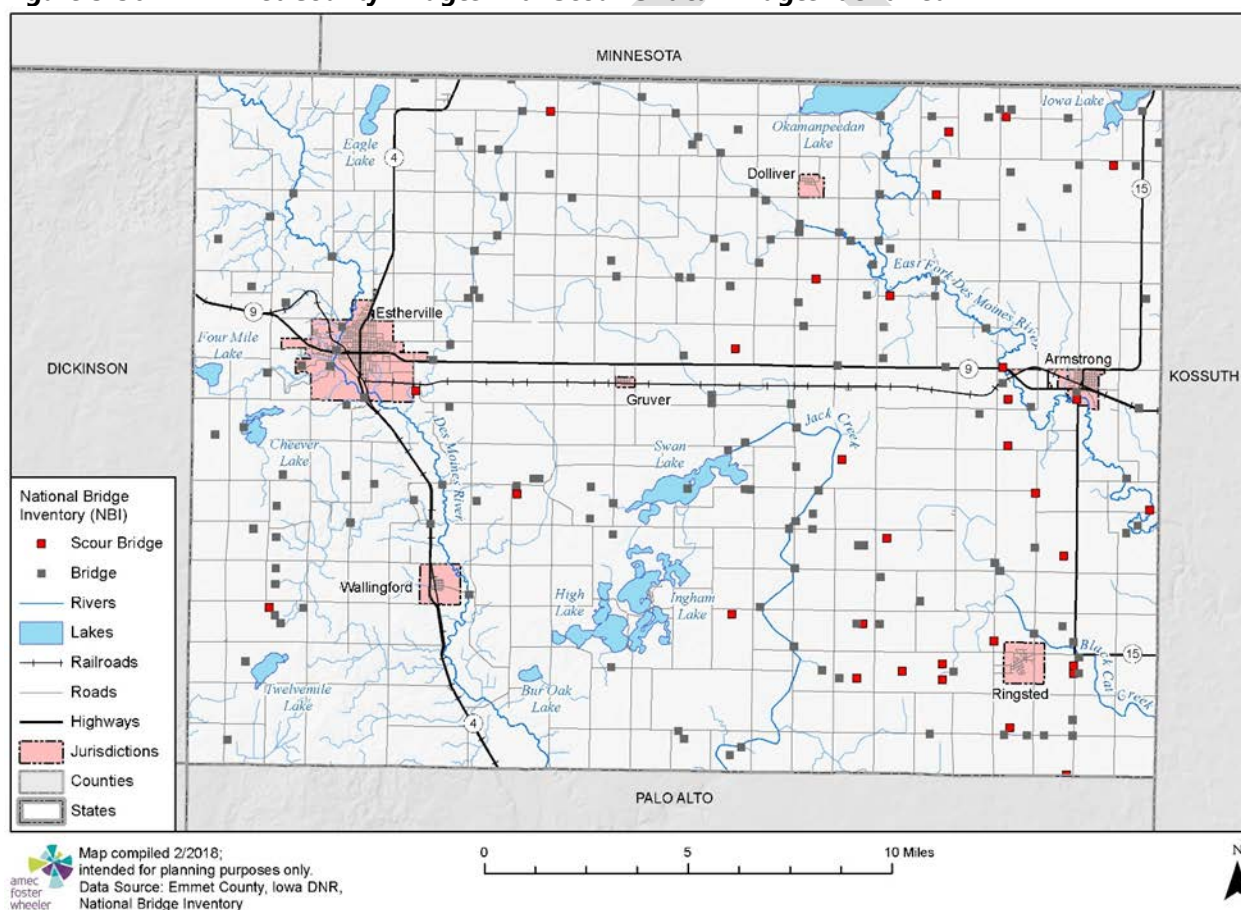 MINNESOTA
Eagle
Lake
4
Okamanpeedan
Lake
Iowa Lake
Dolliver
15
East Fork Des Moines River
9
Estherville
Four Mile
Lake
DICKINSON
Gruver
9
Armstrong
KOSSUTH
Cheever
Lake
Des Moines River
Swan
Lake
Jack Creek
Wallingford
High
Lake
Ingham
Lake
Twelvemile
Lake
Bur Oak
Lake
4
Ringsted
15
Black Cat
Creek
PALO ALTO
National Bridge
Inventory (NBI)
Scour Bridge
Bridge
Rivers
Lakes
Railroads
Roads
Highways
Jurisdictions
Counties
States
amec
foster
wheeler
Map compiled 2/2018;
intended for planning purposes only.
Data Source: Emmet County, Iowa DNR,
National Bridge Inventory
0 5 10 Miles
N